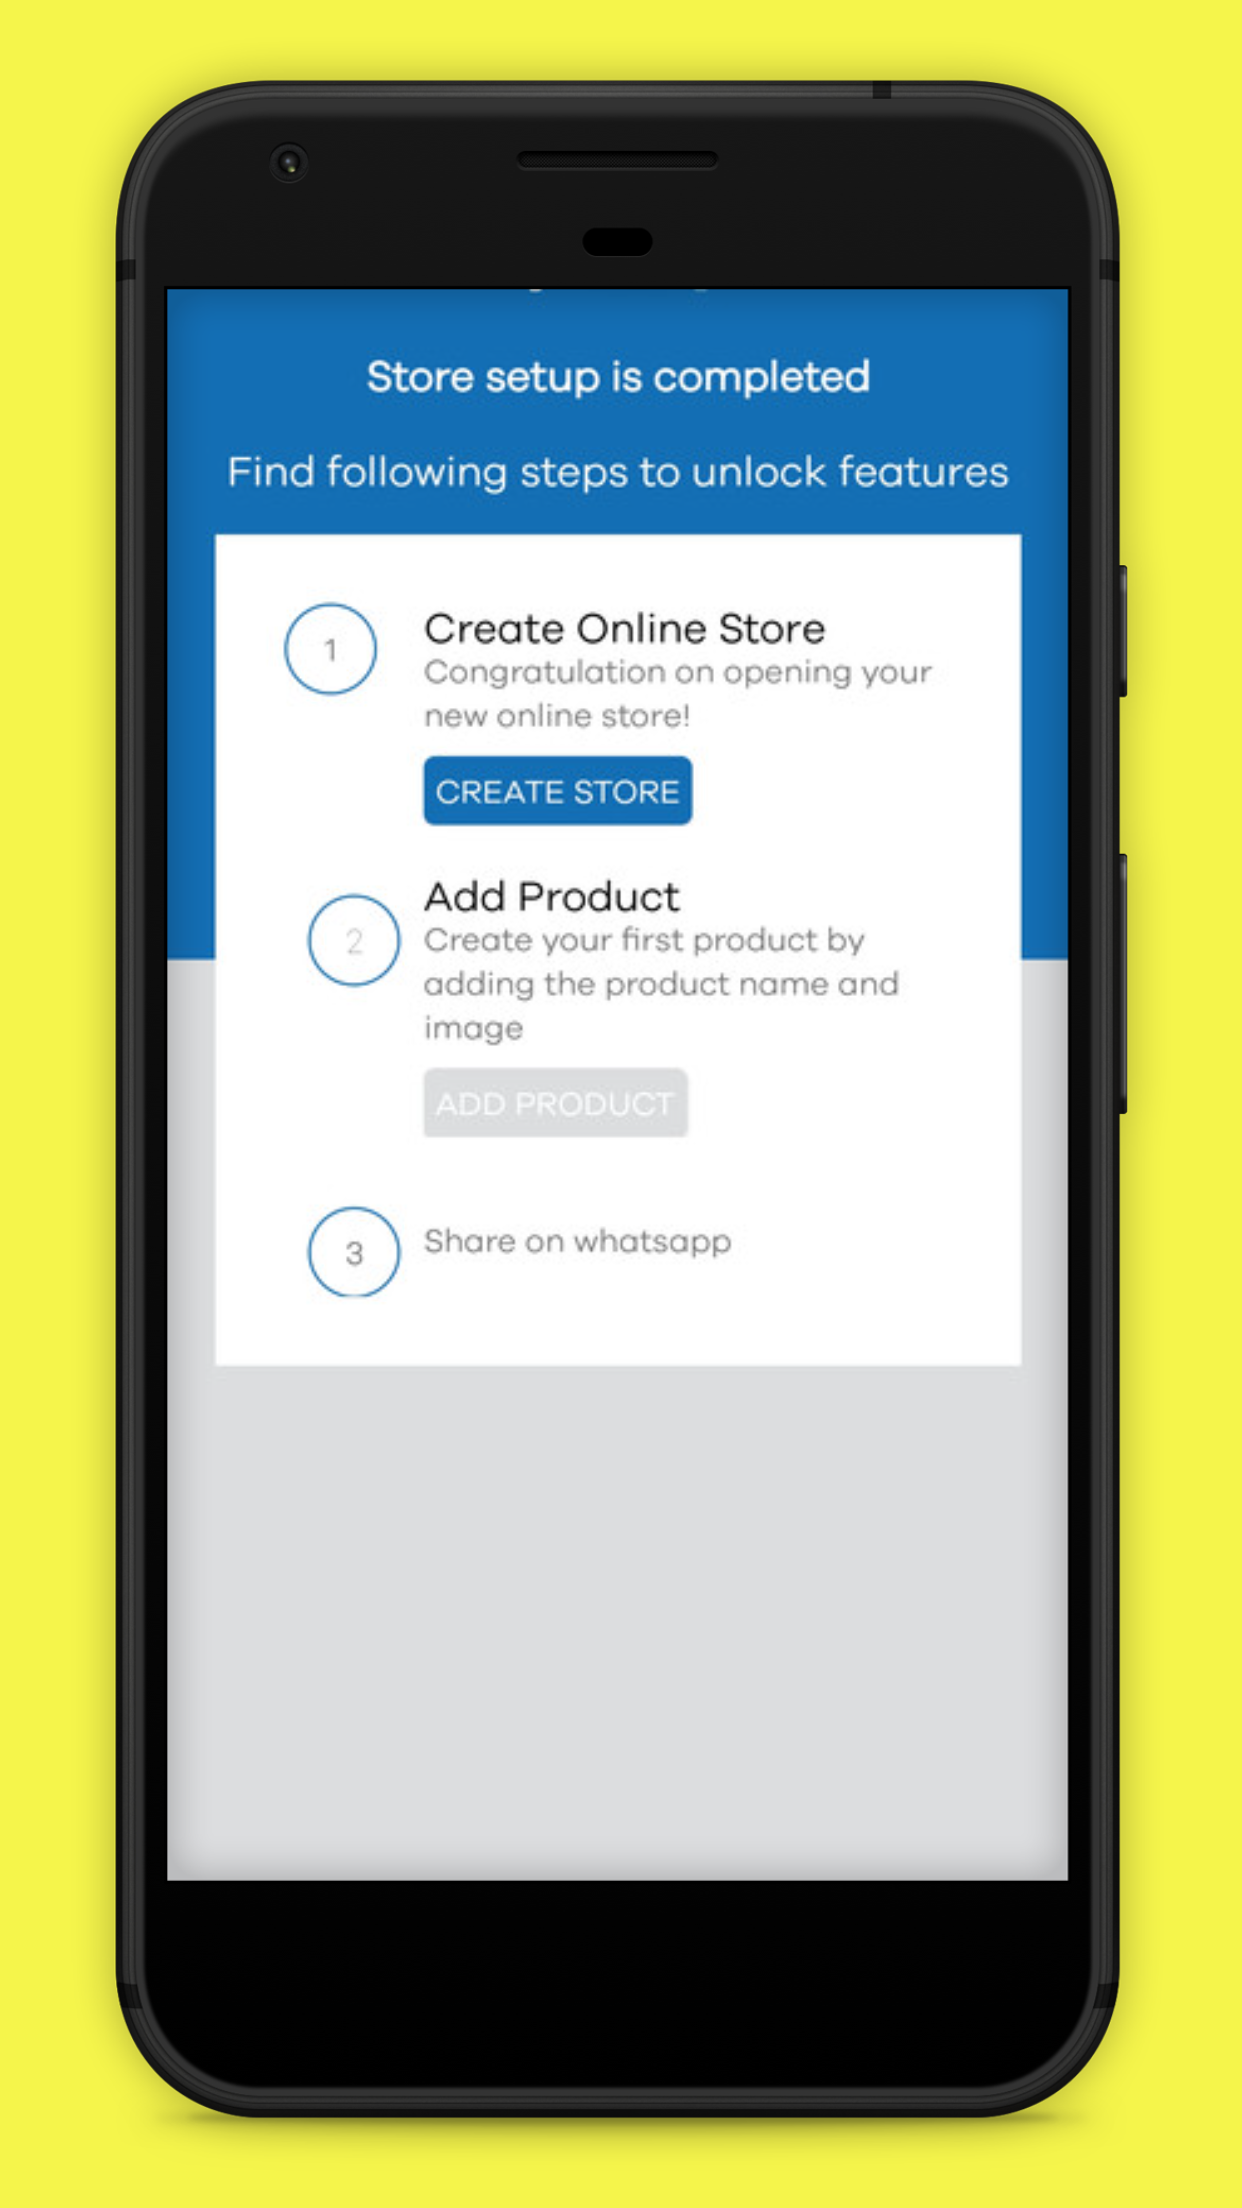 Store setup is completed
Find following steps to unlock features
1
Create Online Store
Congratulation on opening your
new online store!
CREATE STORE
2
Add Product
Create your first product by
adding the product name and
image
ADD PRODUCT
3
Share on whatsapp